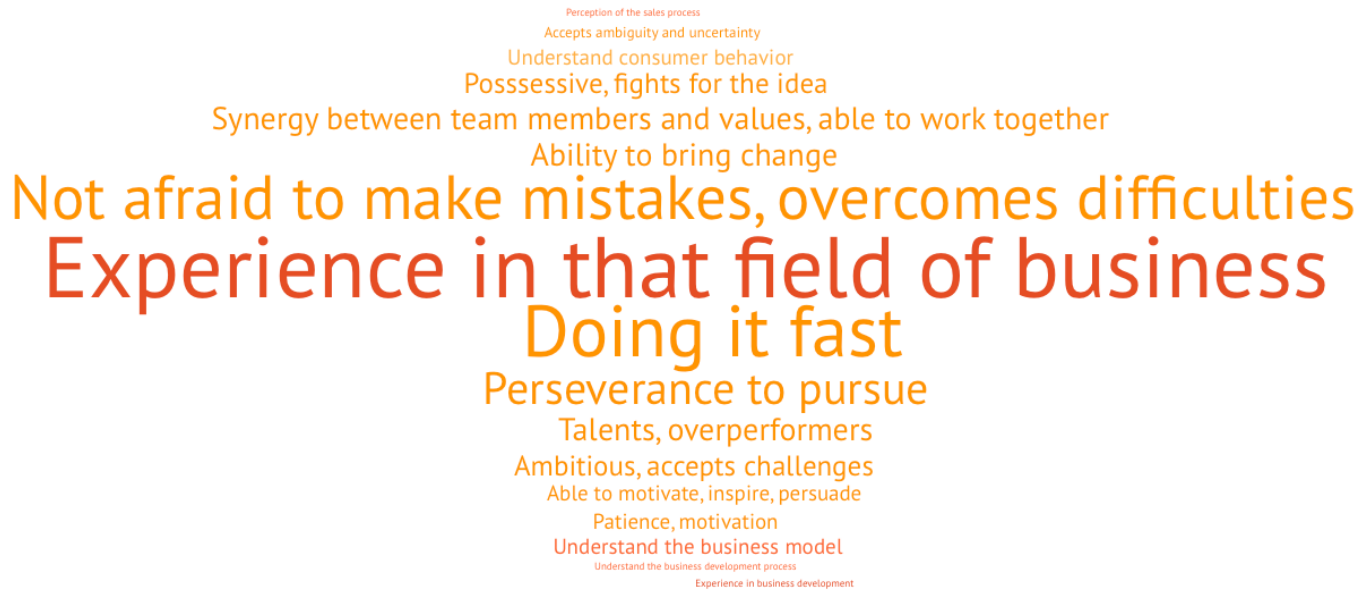 Perception of the sales process
Accepts ambiguity and uncertainty
Understand consumer behavior
Posssessive, fights for the idea
Synergy between team members and values, able to work together
Ability to bring change
Not afraid to make mistakes, overcomes difficulties
Experience in that field of business
Doing it fast
Perseverance to pursue
Talents, overperformers
Ambitious, accepts challenges
Able to motivate, inspire, persuade
Patience, motivation
Understand the business model
Understand the business development process
Experience in business development